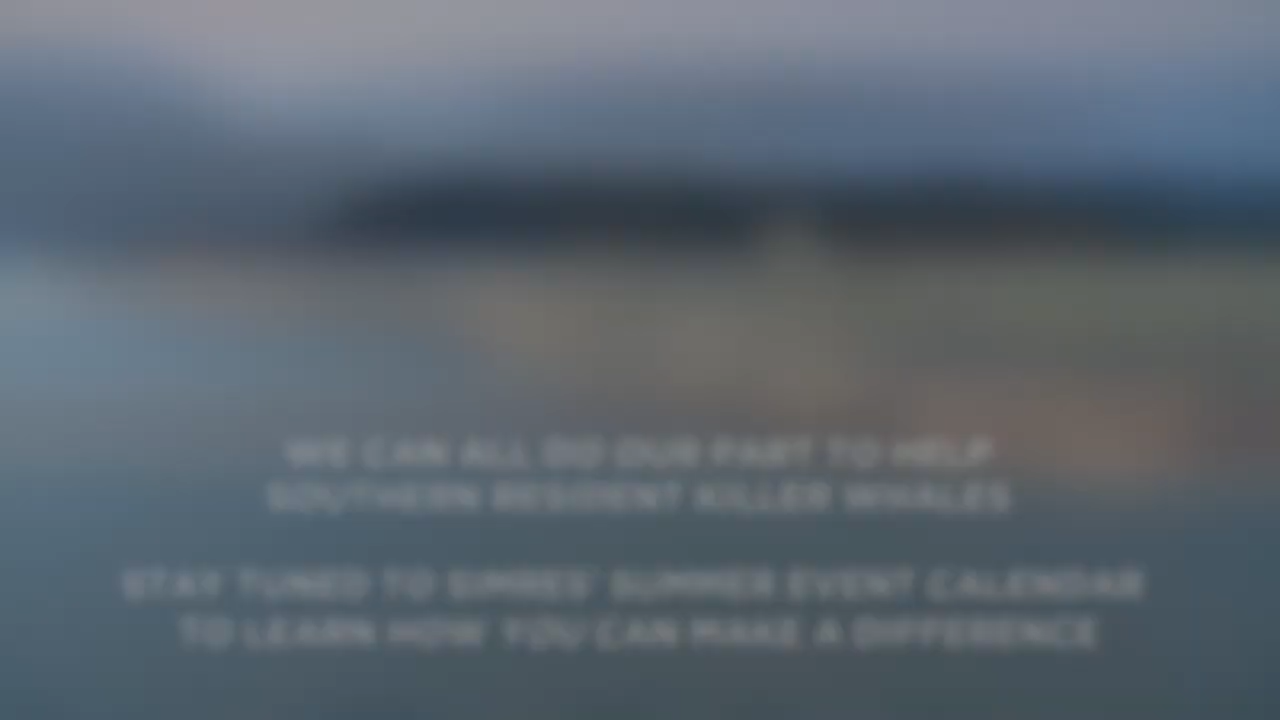 WE CAN ALL DO OUR PART TO HELP
SOUTHERN RESIDENT KILLER WHALES
STAY TUNED TO SIMRES' SUMMER EVENT CALENDAR
TO LEARN HOW YOU CAN MAKE A DIFFERENCE